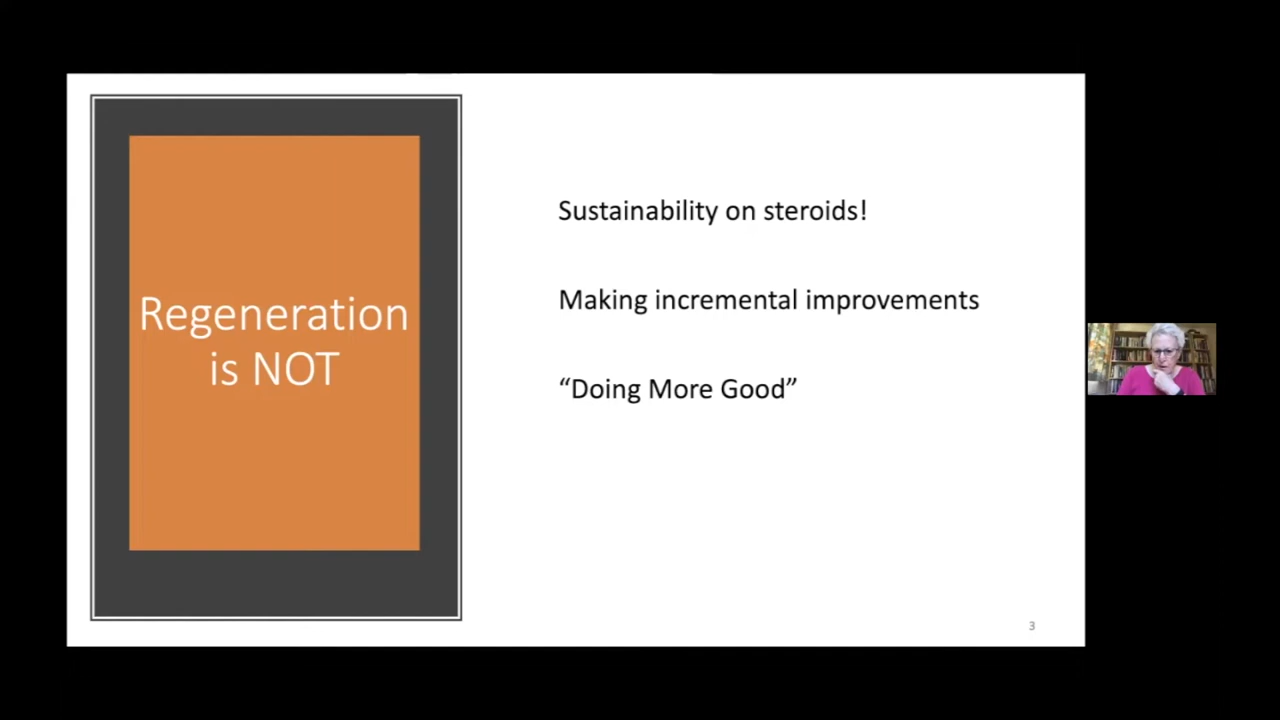 Regeneration
is NOT
Sustainability on steroids!
Making incremental improvements
“Doing More Good”
3